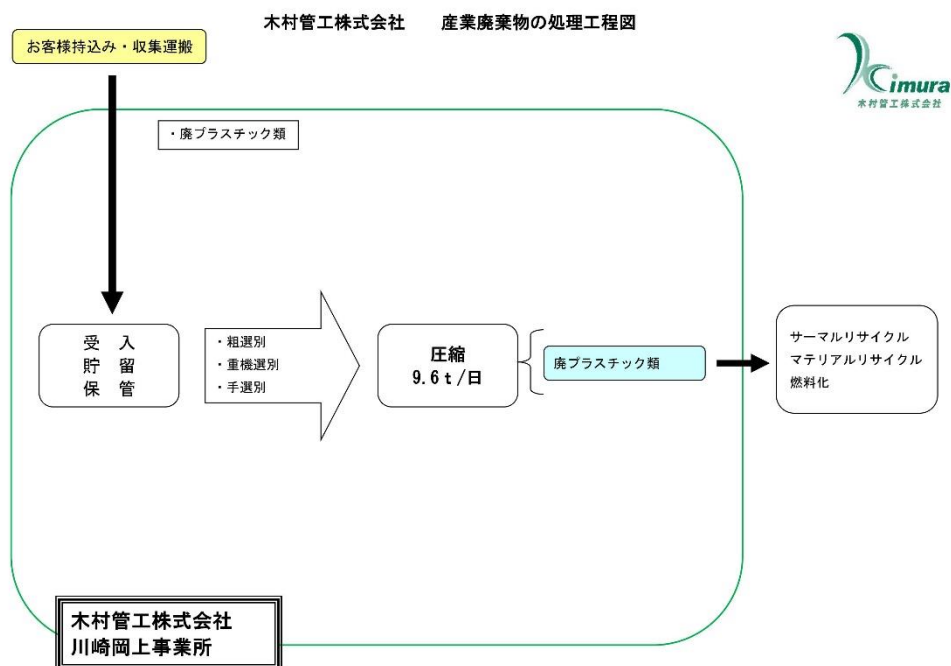 木村管工株式会社　　産業廃棄物の処理工程図
お客様持込み・収集運搬
Kimura
木村管工株式会社
・廃プラスチック類
受　入
貯　留
保　管
・粗選別
・重機選別
・手選別
圧縮
9.6ｔ/日
廃プラスチック類
サーマルリサイクル
マテリアルリサイクル
燃料化
木村管工株式会社
川崎岡上事業所